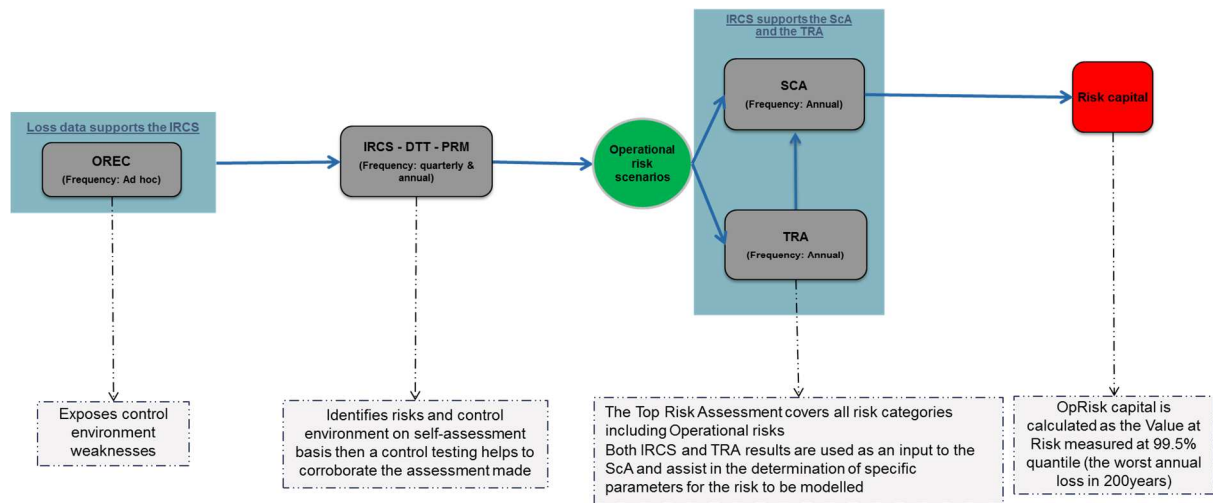 IRCS supports the ScA
and the TRA
SCA
(Frequency: Annual)
Risk capital
Loss data supports the IRCS
OREC
(Frequency: Ad hoc)
IRCS - DTT - PRM
(Frequency: quarterly &
annual)
Operational
risk
scenarios
TRA
(Frequency: Annual)
Exposes control
environment
weaknesses
Identifies risks and control
environment on self-assessment
basis then a control testing helps to
corroborate the assessment made
The Top Risk Assessment covers all risk categories
including Operational risks
Both IRCS and TRA results are used as an input to the
ScA and assist in the determination of specific
parameters for the risk to be modelled
OpRisk capital is
calculated as the Value at
Risk measured at 99.5%
quantile (the worst annual
loss in 200years)